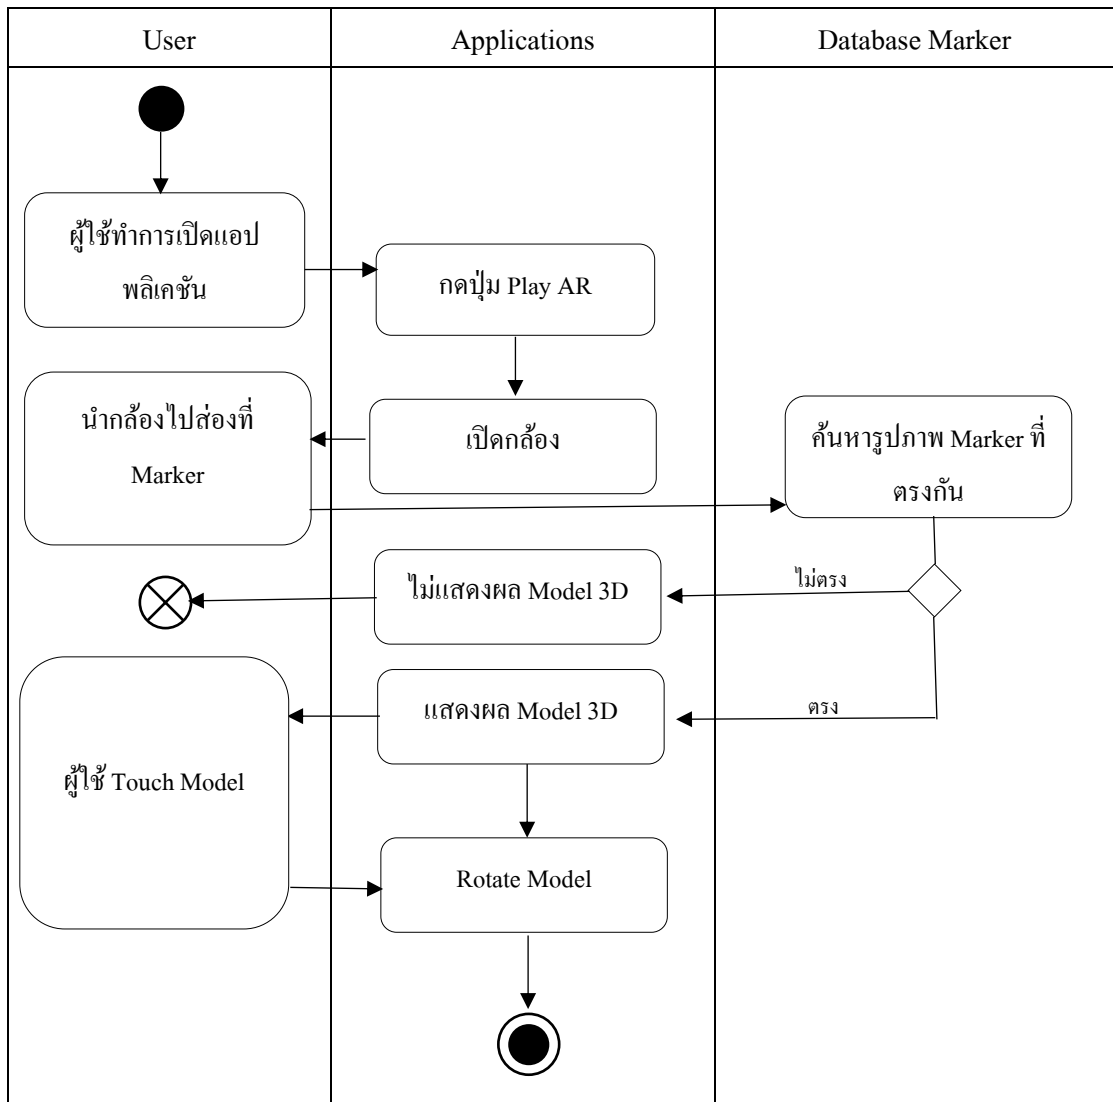 User
Applications
Database Marker
ผู้ใช้ทำการเปิดแอป
พลิเคชัน
กดปุ่ม Play AR
นำกล้องไปส่องที่
Marker
เปิดกล้อง
ค้นหารูปภาพ Marker ที่
ตรงกัน
ไม่แสดงผล Model 3D
ไม่ตรง
แสดงผล Model 3D
ตรง
ผู้ใช้ Touch Model
Rotate Model